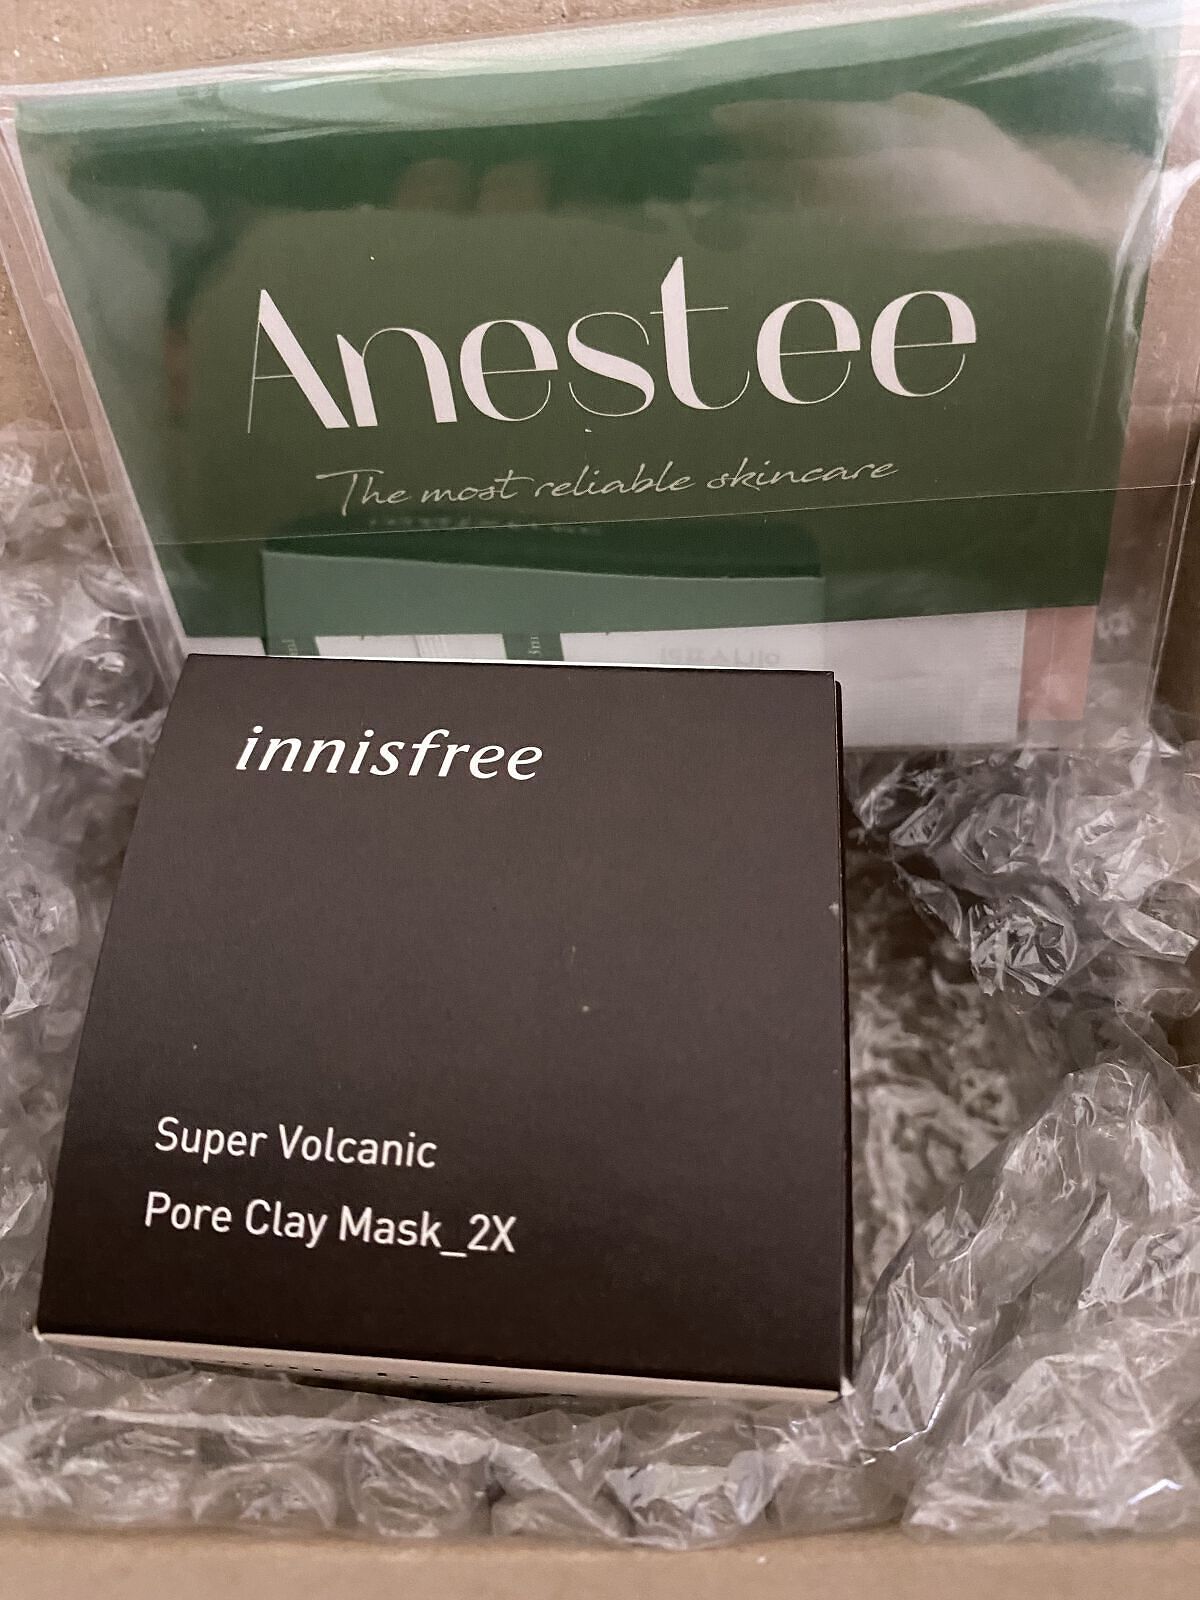 Anestee
The most reliable skincare
innisfree
Super Volcanic
Pore Clay Mask_2X